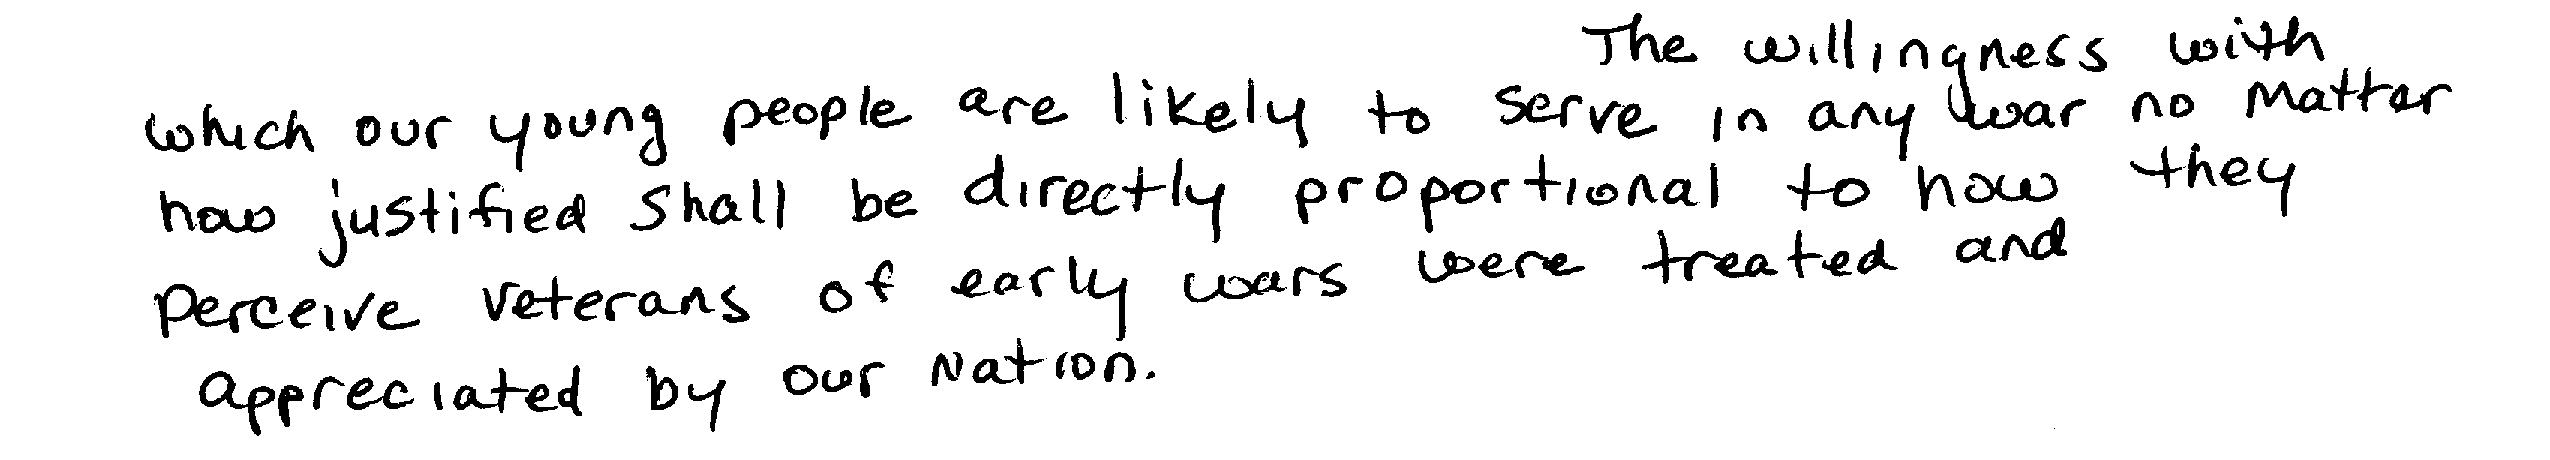 The willingness with
which our young people are likely to serve in any war no matter
how justified shall be directly proportional to how they
perceive veterans of early wars were treated and
appreciated by our nation.